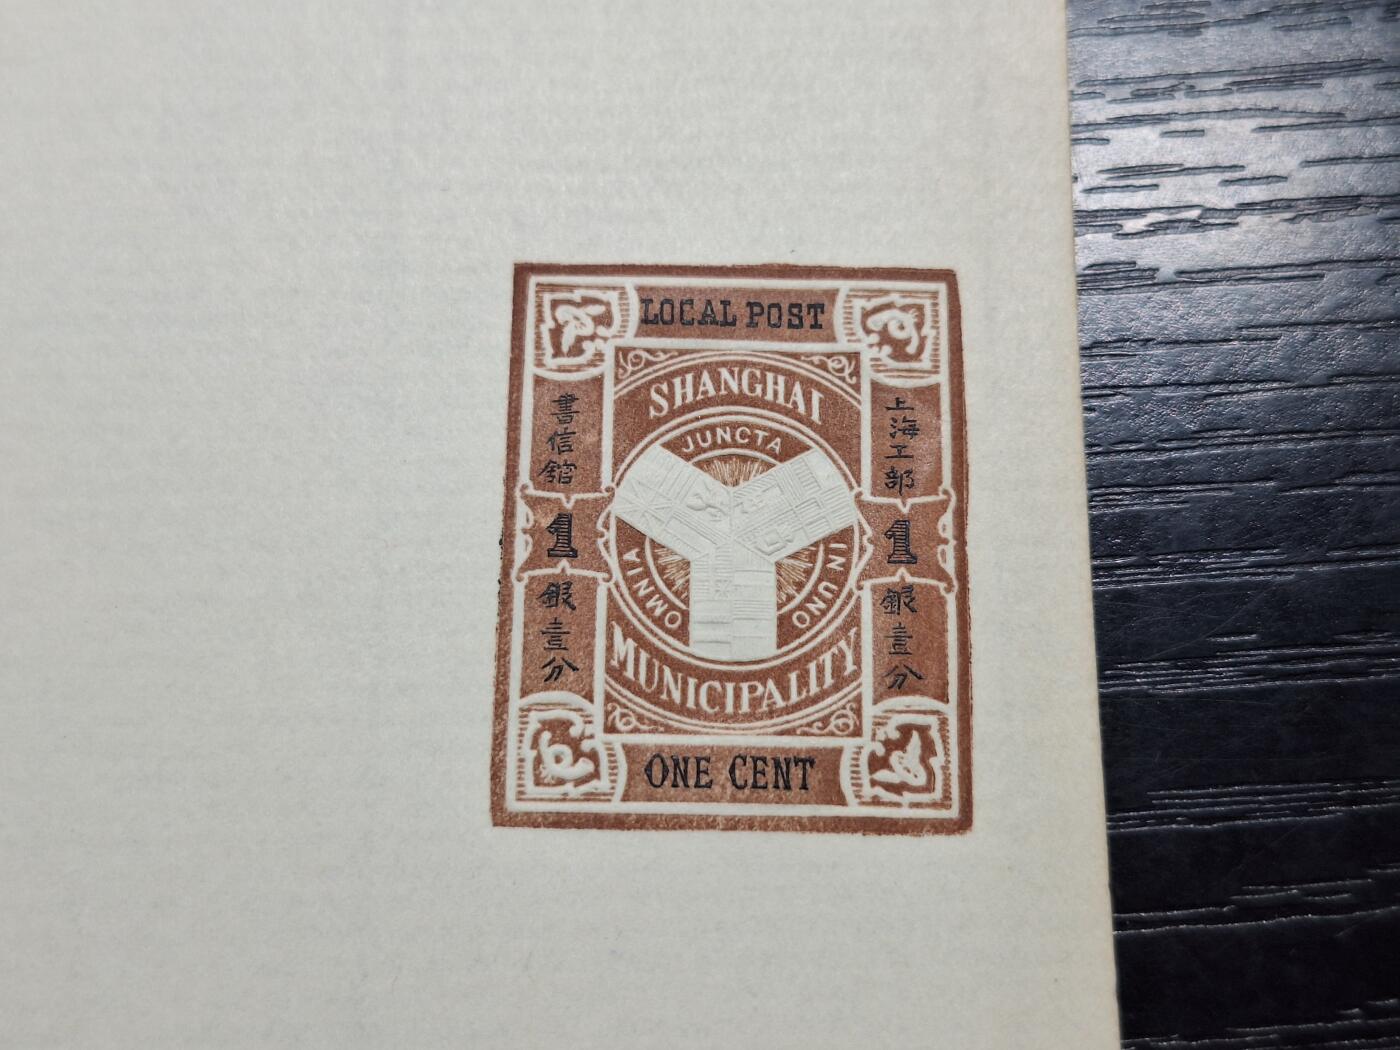 LOCAL POST
SHANGHAI
JUNCTA IN UNO OMNIA
上海工部
書信館
1
1
銀壹分
銀壹分
MUNICIPALITY
ONE CENT